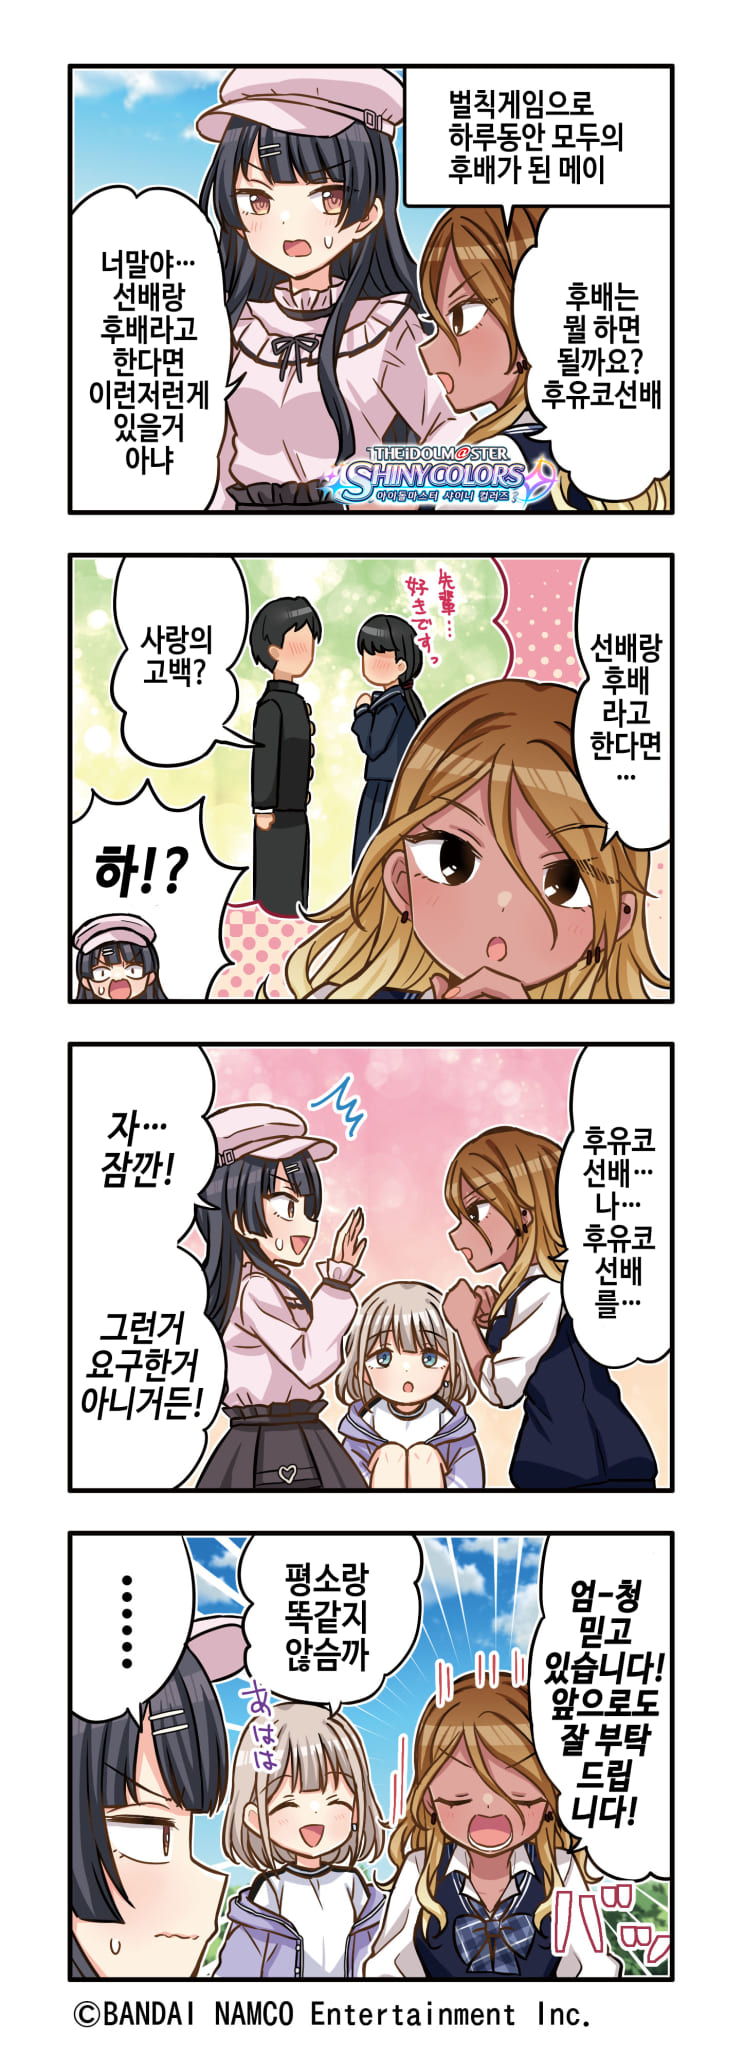 벌칙게임으로
하루동안 모두의
후배가 된 메이
후배는
뭘 하면
될까요?
후유코선배
너말야…
선배랑
후배라고
한다면
이런저런게
있을거
아냐
THE iDOLM@STER
SHINYCOLORS
아이돌마스터 샤이니 컬러즈
선배랑
후배
라고
한다면
…
先輩…
好きですっ
사랑의
고백?
하!?
후유코
선배…
나…
후유코
선배
를…
자…
잠깐!
그런거
요구한거
아니거든!
엄-청
믿고
있습니다!
앞으로도
잘 부탁
드립
니다!
평소랑
똑같지
않슴까
あはは
バッ
……
©BANDAI NAMCO Entertainment Inc.